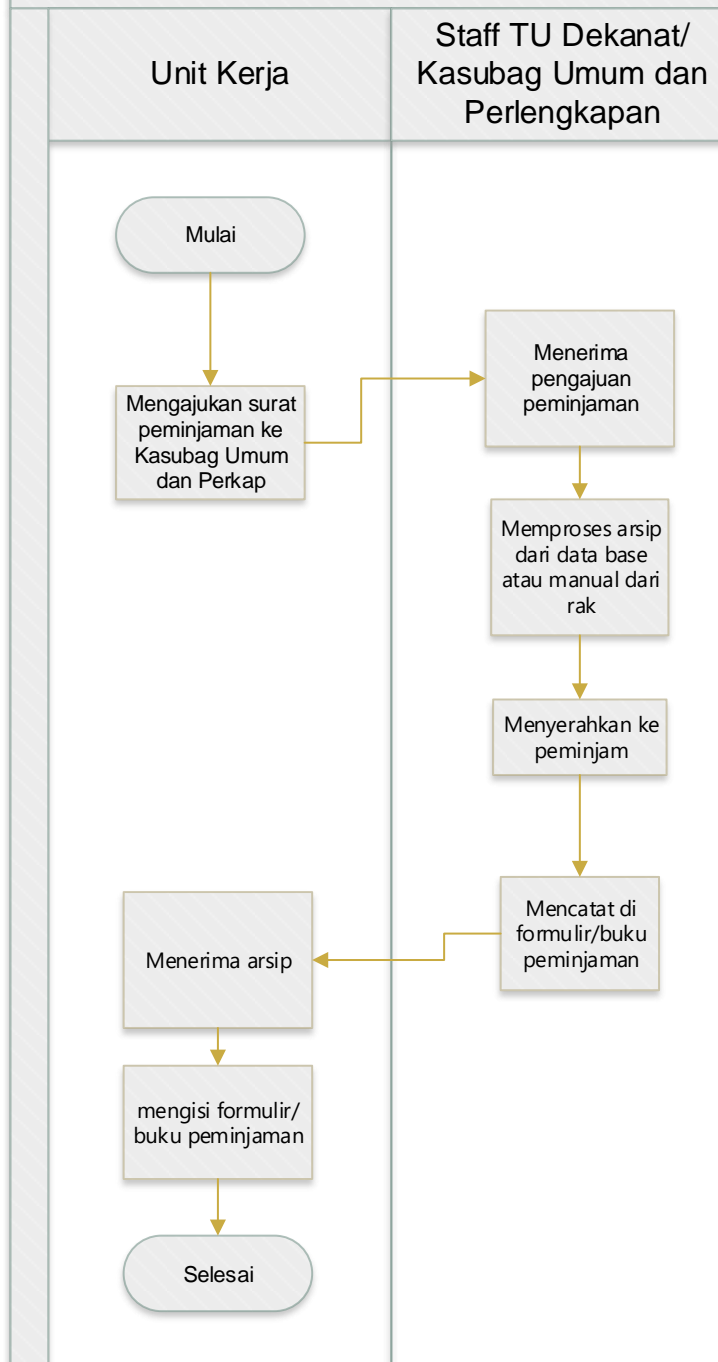 Unit Kerja
Staff TU Dekanat/
Kasubag Umum dan
Perlengkapan
Mulai
Mengajukan surat
peminjaman ke
Kasubag Umum
dan Perkap
Menerima
pengajuan
peminjaman
Memproses arsip
dari data base
atau manual dari
rak
Menyerahkan ke
peminjam
Mencatat di
formulir/buku
peminjaman
Menerima arsip
mengisi formulir/
buku peminjaman
Selesai